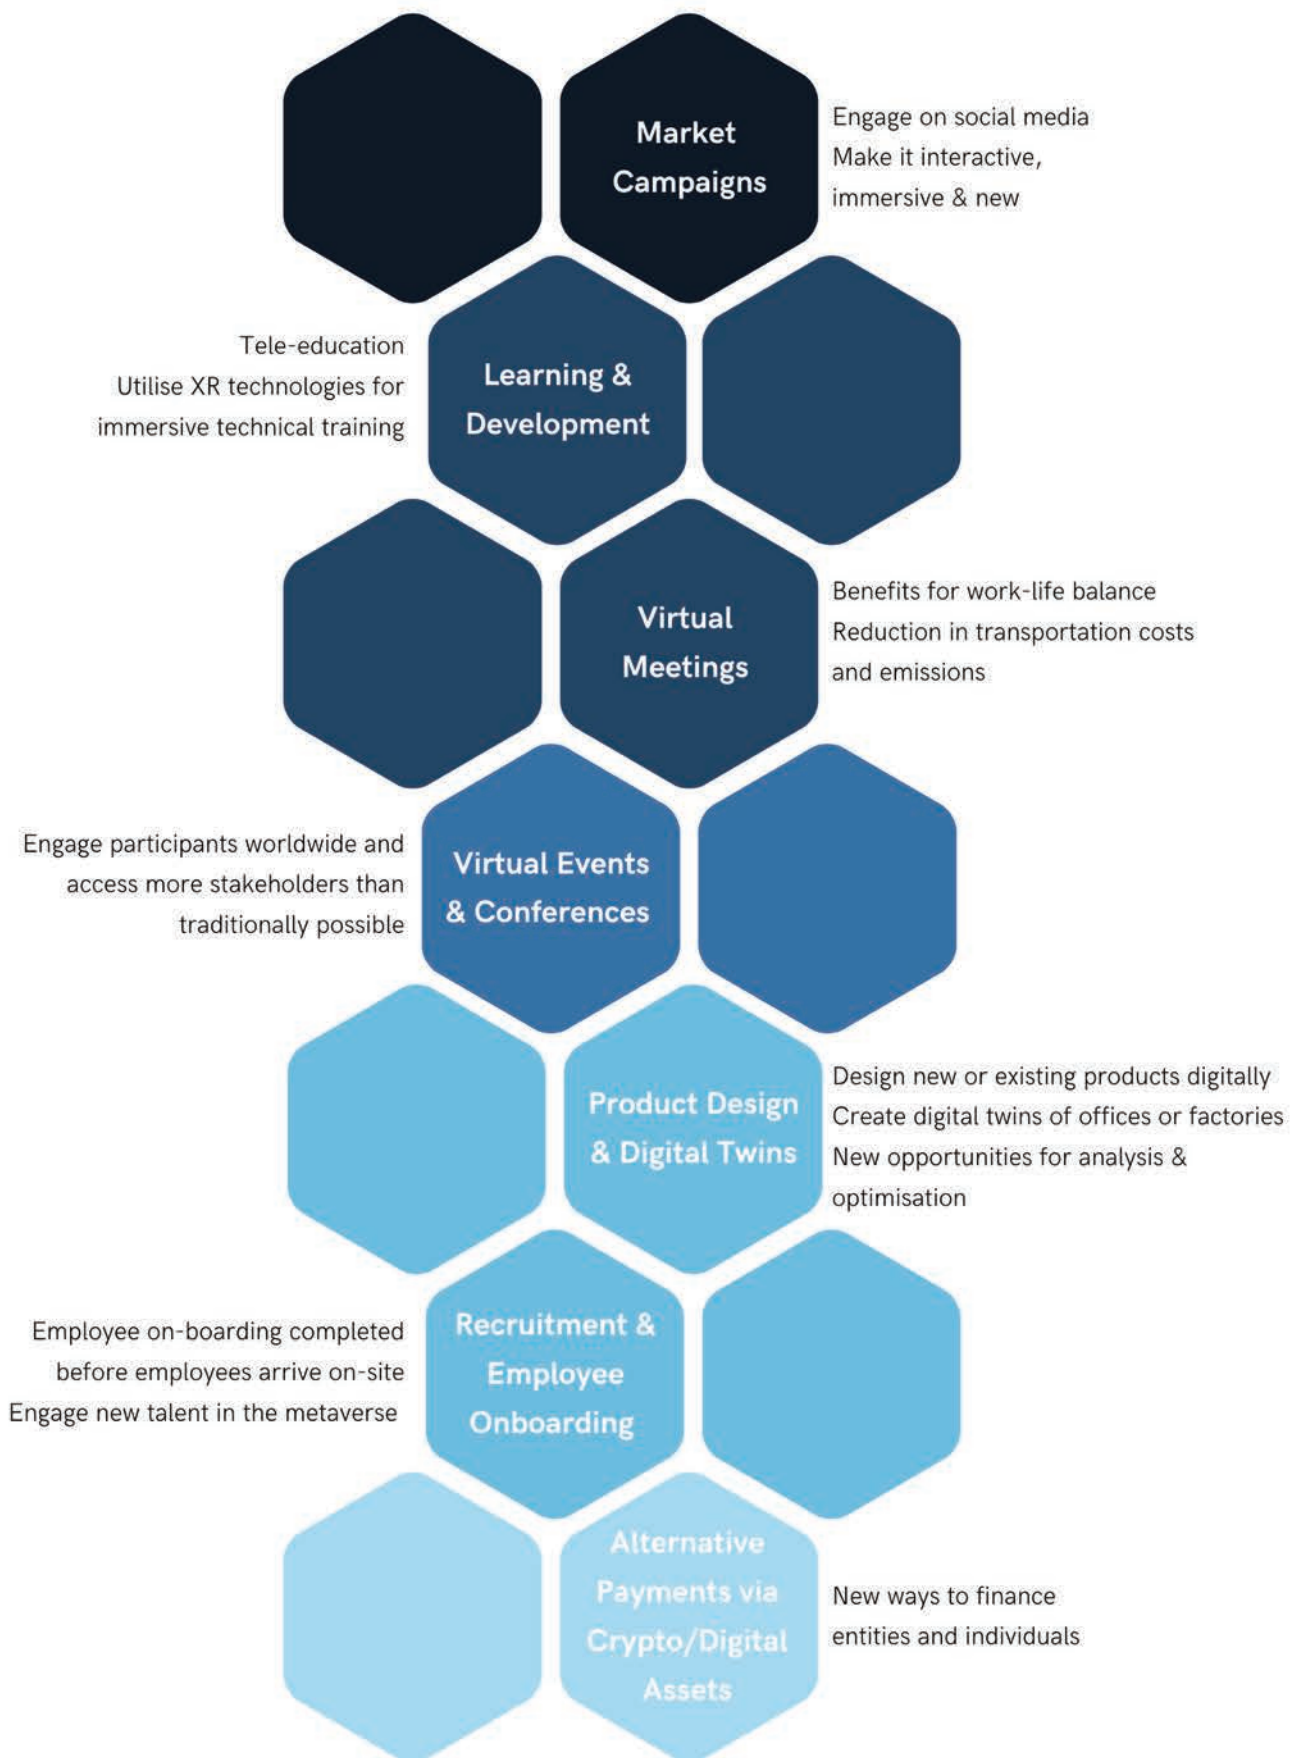 Market
Campaigns
Engage on social media
Make it interactive,
immersive & new
Tele-education
Utilise XR technologies for
immersive technical training
Learning &
Development
Virtual
Meetings
Benefits for work-life balance
Reduction in transportation costs
and emissions
Engage participants worldwide and
access more stakeholders than
traditionally possible
Virtual Events
& Conferences
Product Design
& Digital Twins
Design new or existing products digitally
Create digital twins of offices or factories
New opportunities for analysis &
optimisation
Employee on-boarding completed
before employees arrive on-site
Engage new talent in the metaverse
Recruitment &
Employee
Onboarding
Alternative
Payments via
Crypto/Digital
Assets
New ways to finance
entities and individuals